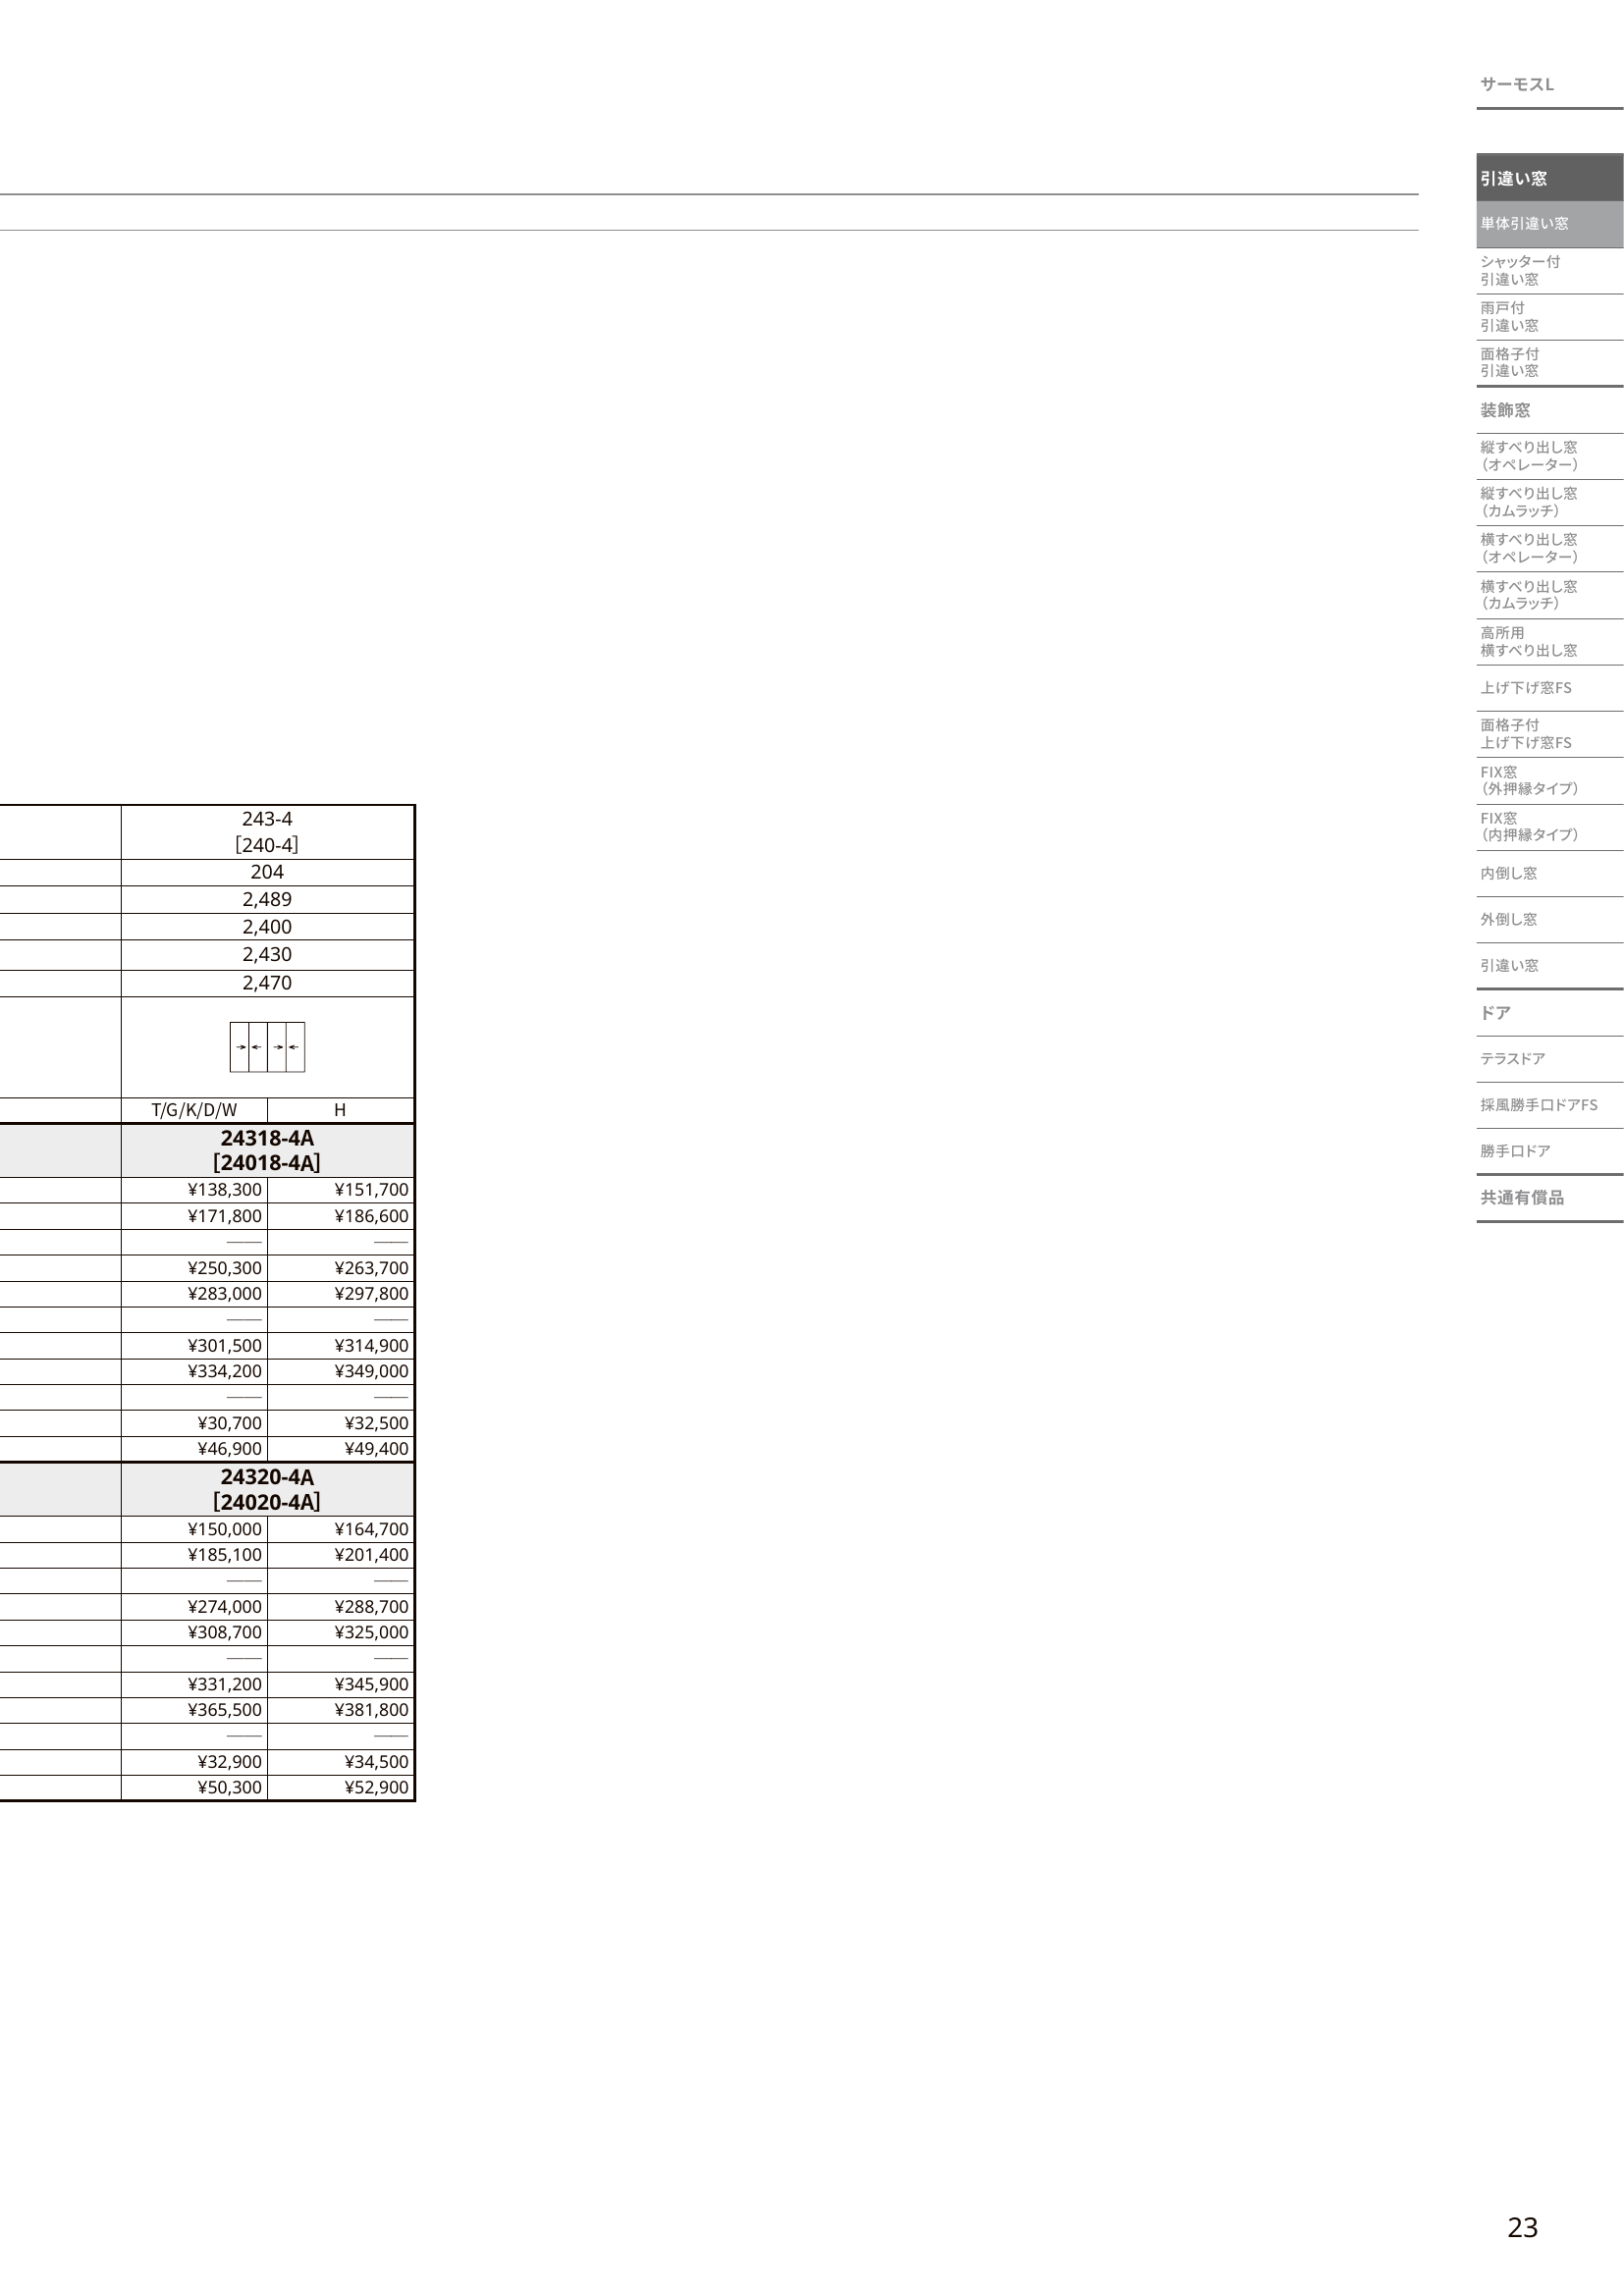 サーモスL
引違い窓
単体引違い窓
シャッター付
引違い窓
雨戸付
引違い窓
面格子付
引違い窓
装飾窓
縦すべり出し窓
（オペレーター）
縦すべり出し窓
（カムラッチ）
横すべり出し窓
（オペレーター）
横すべり出し窓
（カムラッチ）
高所用
横すべり出し窓
上げ下げ窓FS
面格子付
上げ下げ窓FS
FIX窓
（外押縁タイプ）
FIX窓
（内押縁タイプ）
内倒し窓
外倒し窓
引違い窓
ドア
テラスドア
採風勝手口ドアFS
勝手口ドア
共通有償品
243-4
［240-4］
204
2,489
2,400
2,430
2,470
T/G/K/D/W H
24318-4A
［24018-4A］
¥138,300 ¥151,700
¥171,800 ¥186,600
—— ——
¥250,300 ¥263,700
¥283,000 ¥297,800
—— ——
¥301,500 ¥314,900
¥334,200 ¥349,000
—— ——
¥30,700 ¥32,500
¥46,900 ¥49,400
24320-4A
［24020-4A］
¥150,000 ¥164,700
¥185,100 ¥201,400
—— ——
¥274,000 ¥288,700
¥308,700 ¥325,000
—— ——
¥331,200 ¥345,900
¥365,500 ¥381,800
—— ——
¥32,900 ¥34,500
¥50,300 ¥52,900
23